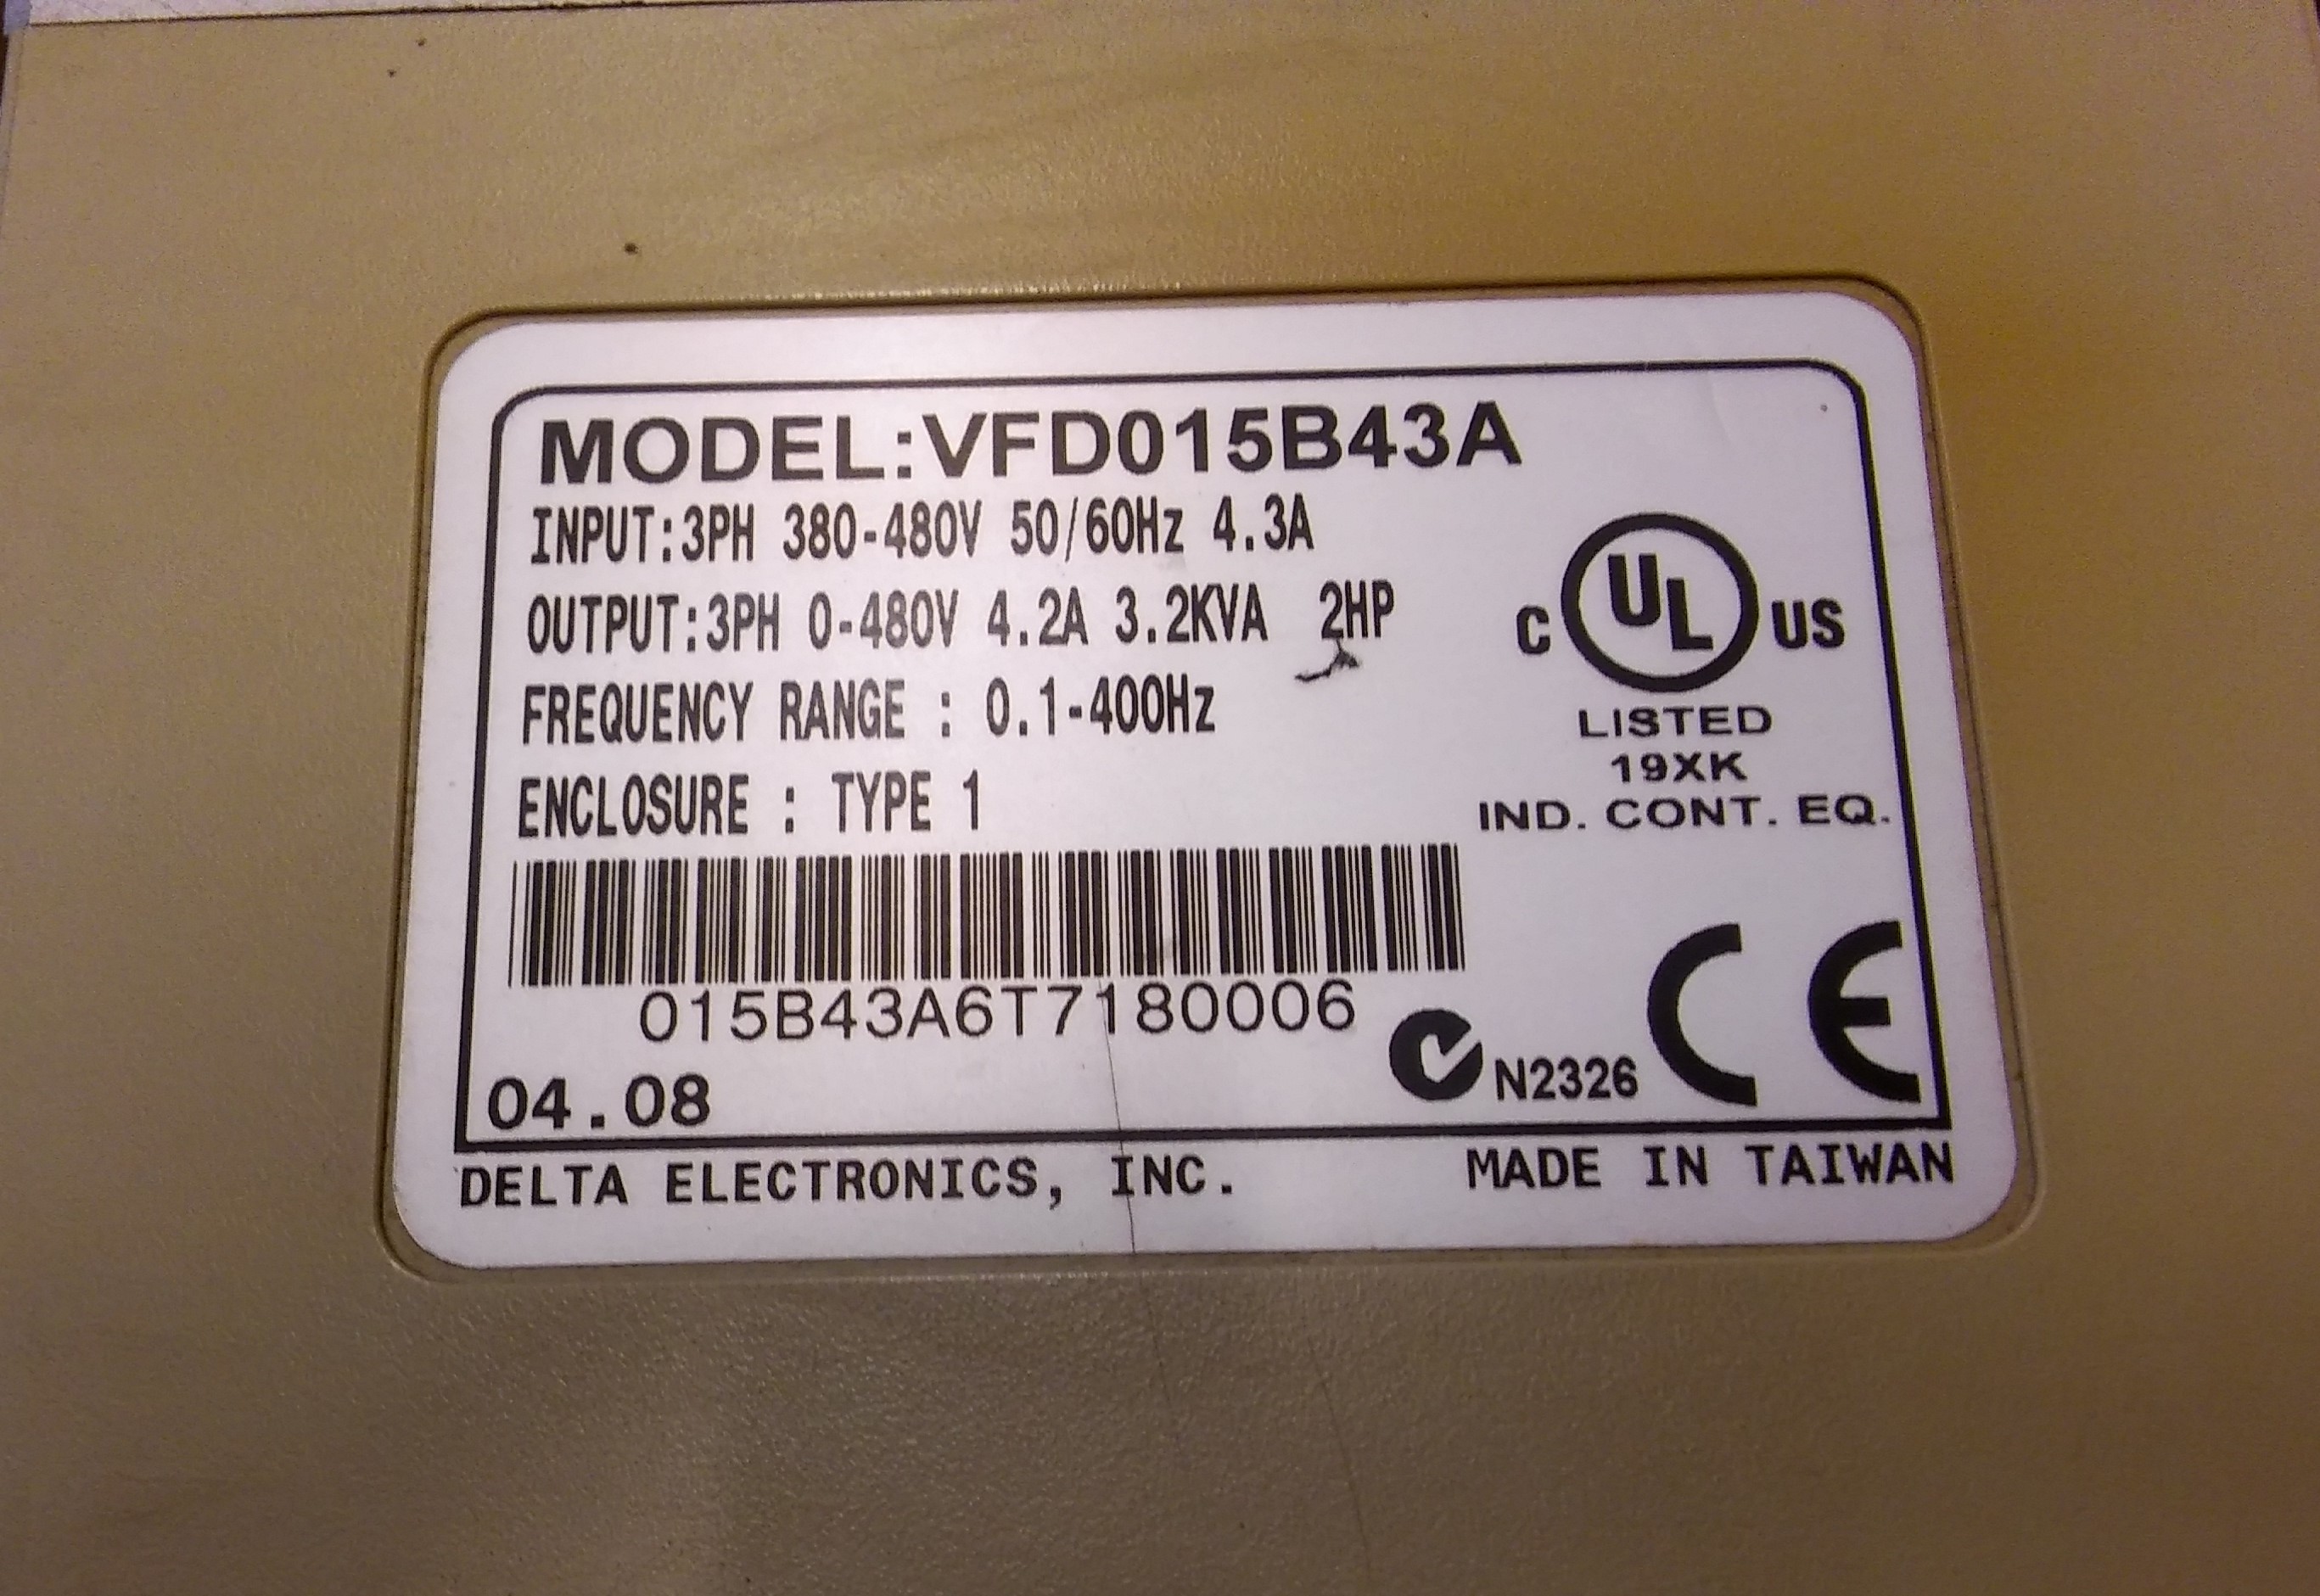 MODEL:VFD015B43A
INPUT:3PH 380-480V 50/60Hz 4.3A
OUTPUT:3PH 0-480V 4.2A 3.2KVA 2HP
FREQUENCY RANGE : 0.1-400Hz
ENCLOSURE : TYPE 1
C UL US
LISTED
19XK
IND. CONT. EQ.
015B43A6T7180006
N2326
CE
04.08
DELTA ELECTRONICS, INC.
MADE IN TAIWAN